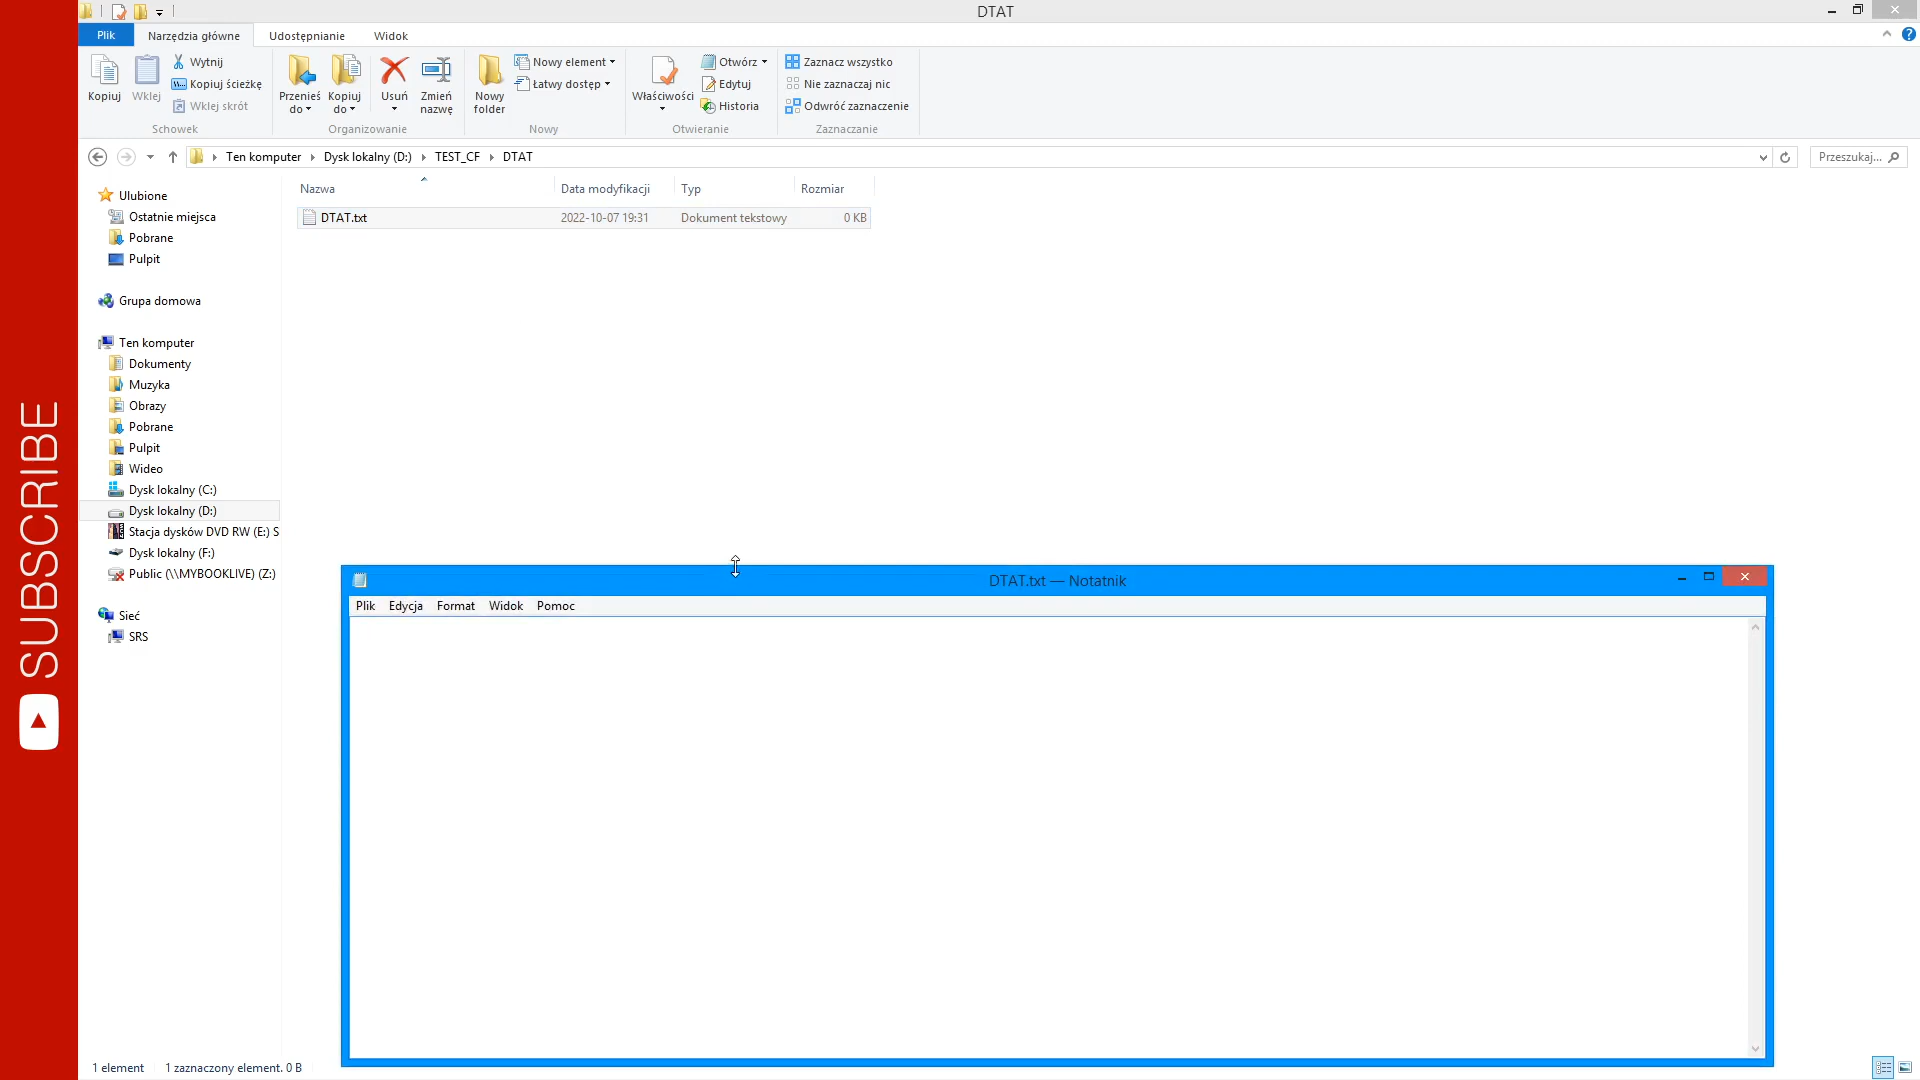 DTAT
Plik Narzędzia główne Udostępnianie Widok
Kopiuj
Wklej
Wytnij
Kopiuj ścieżkę
Wklej skrót
Schowek
Przenieś do
Kopiuj do
Usuń
Zmień nazwę
Organizowanie
Nowy folder
Nowy element
Łatwy dostęp
Nowy
Właściwości
Otwórz
Edytuj
Historia
Otwieranie
Zaznacz wszystko
Nie zaznaczaj nic
Odwróć zaznaczenie
Zaznaczanie
Ten komputer Dysk lokalny (D:) TEST_CF DTAT
Przeszukaj...
Nazwa Data modyfikacji Typ Rozmiar
DTAT.txt 2022-10-07 19:31 Dokument tekstowy 0 KB
Ulubione
Ostatnie miejsca
Pobrane
Pulpit
Grupa domowa
Ten komputer
Dokumenty
Muzyka
Obrazy
Pobrane
Pulpit
Wideo
Dysk lokalny (C:)
Dysk lokalny (D:)
Stacja dysków DVD RW (E:) S
Dysk lokalny (F:)
Public (\\MYBOOKLIVE) (Z:)
Sieć
SRS
SUBSCRIBE
DTAT.txt — Notatnik
Plik Edycja Format Widok Pomoc
1 element 1 zaznaczony element. 0 B